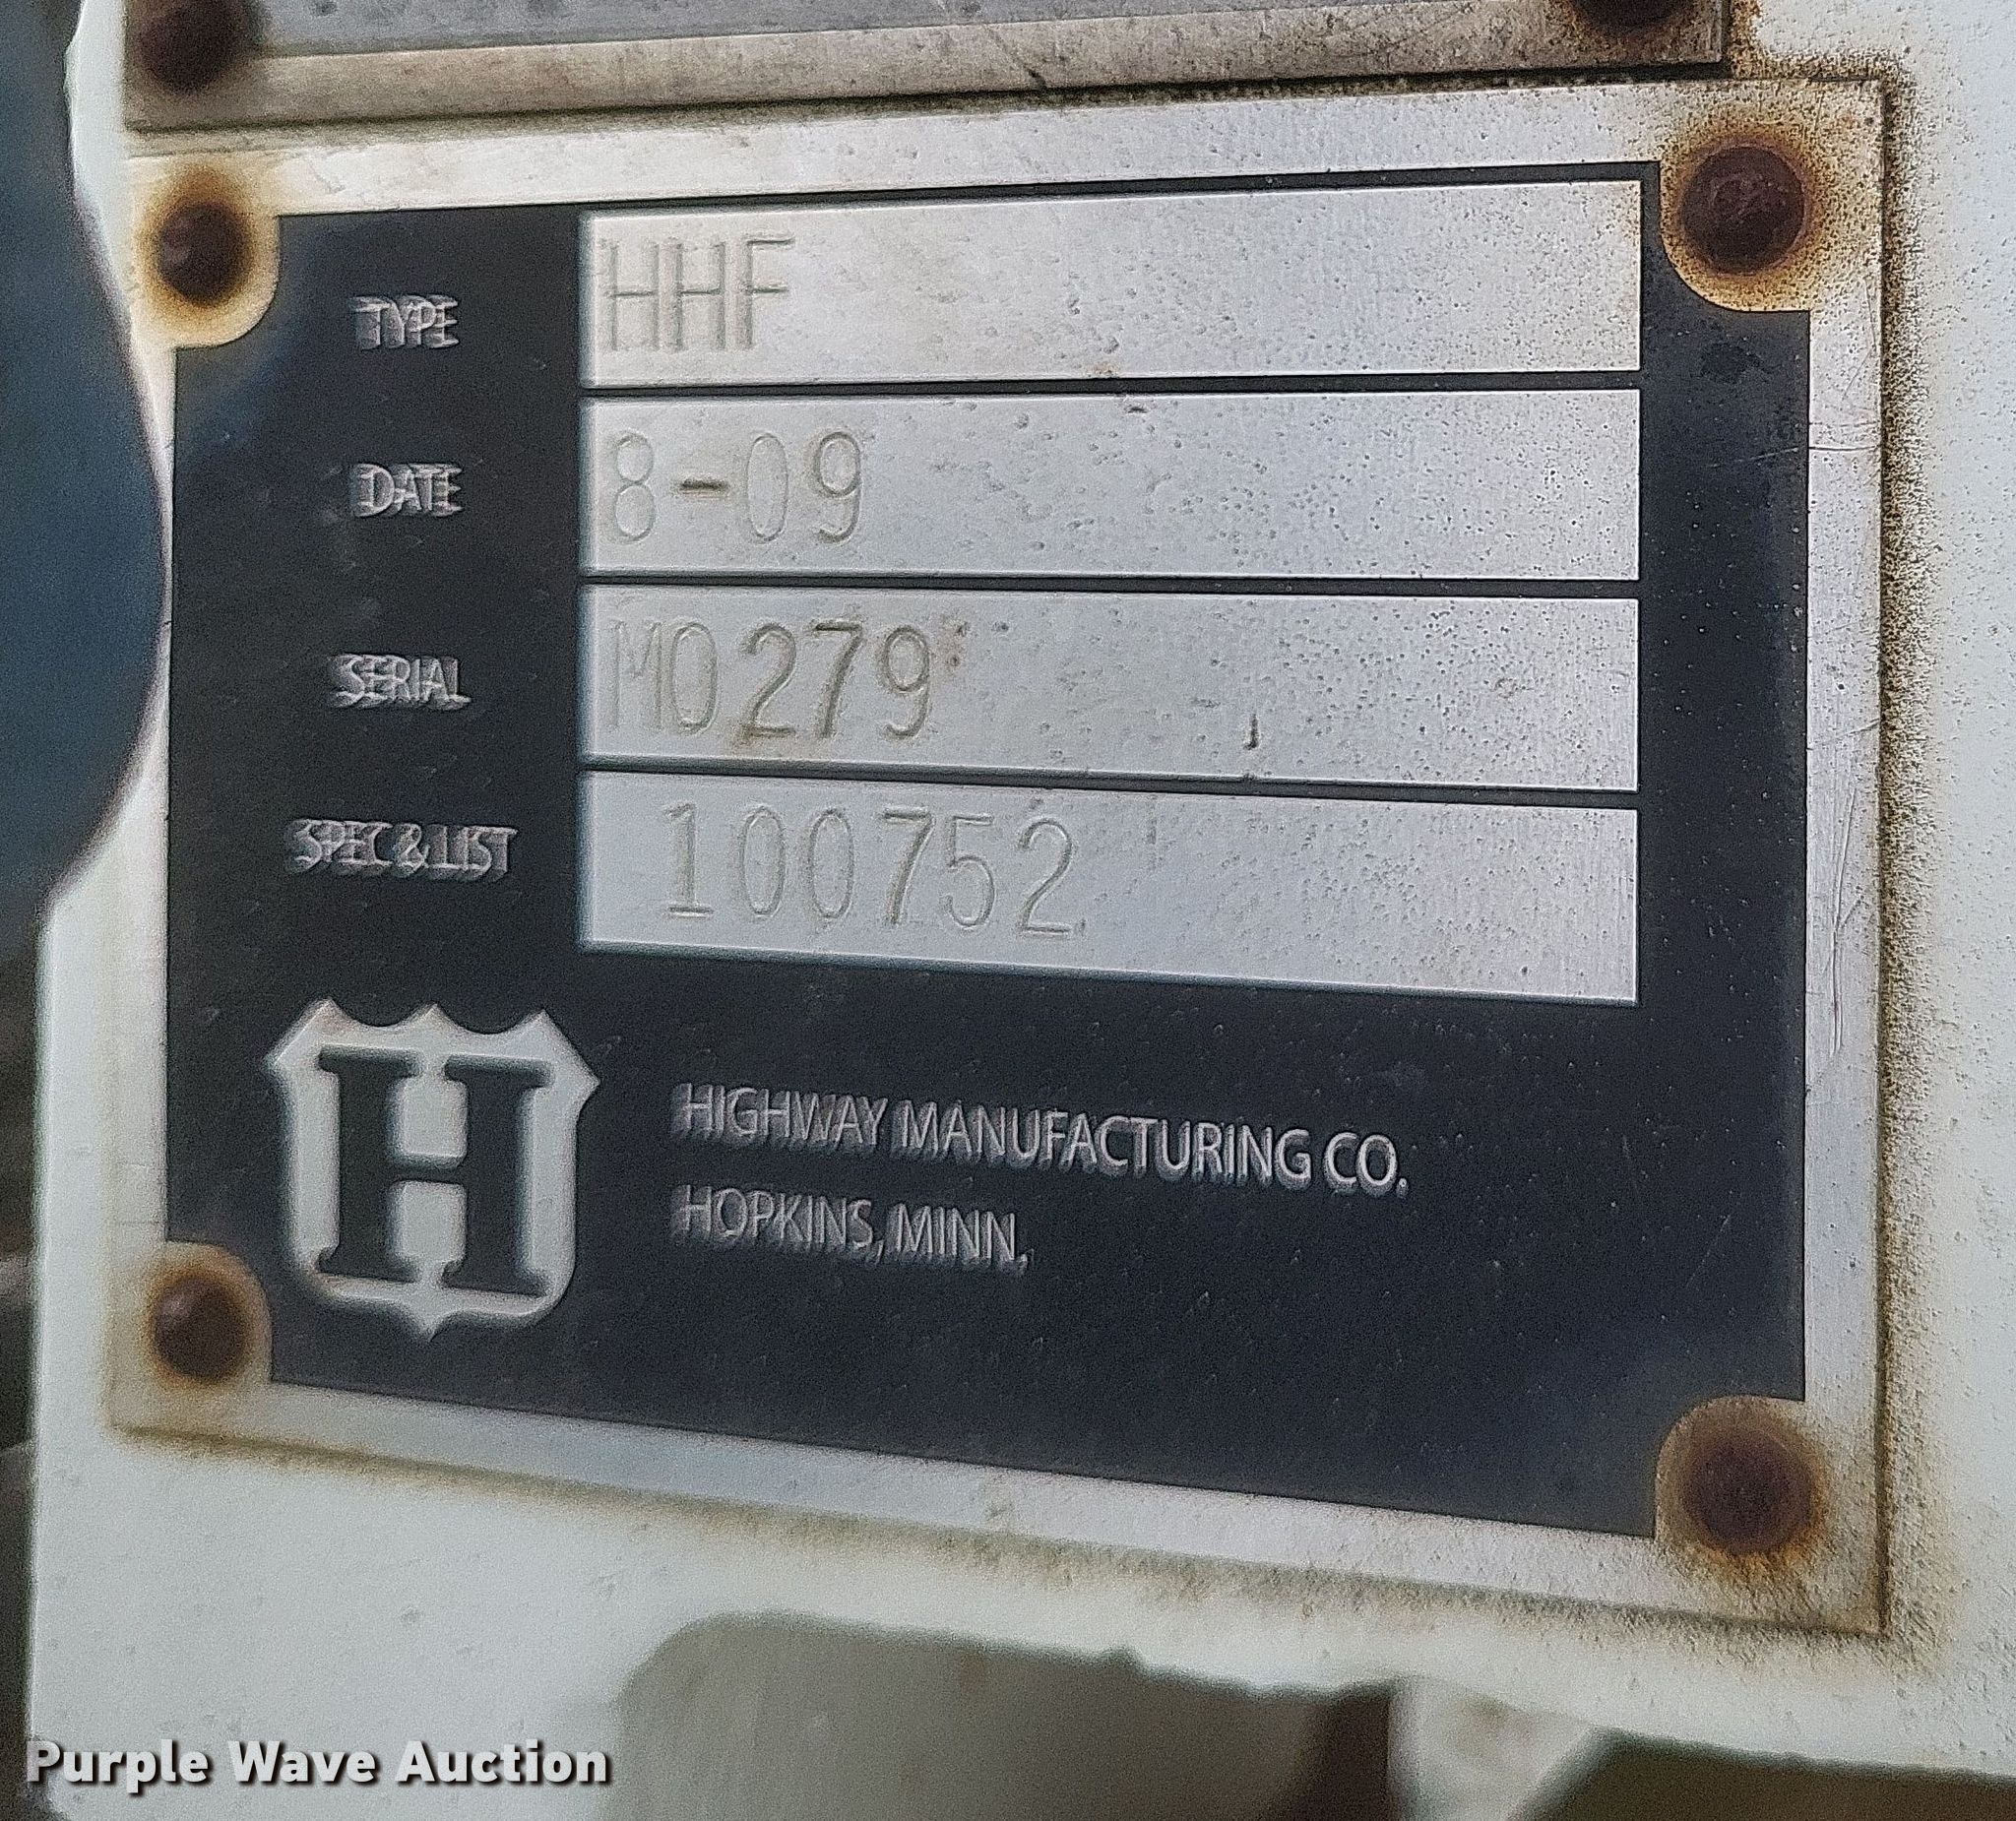 TYPE HHF
DATE 8-09
SERIAL M0279
SPEC & LIST 100752
H
HIGHWAY MANUFACTURING CO.
HOPKINS, MINN.
Purple Wave Auction